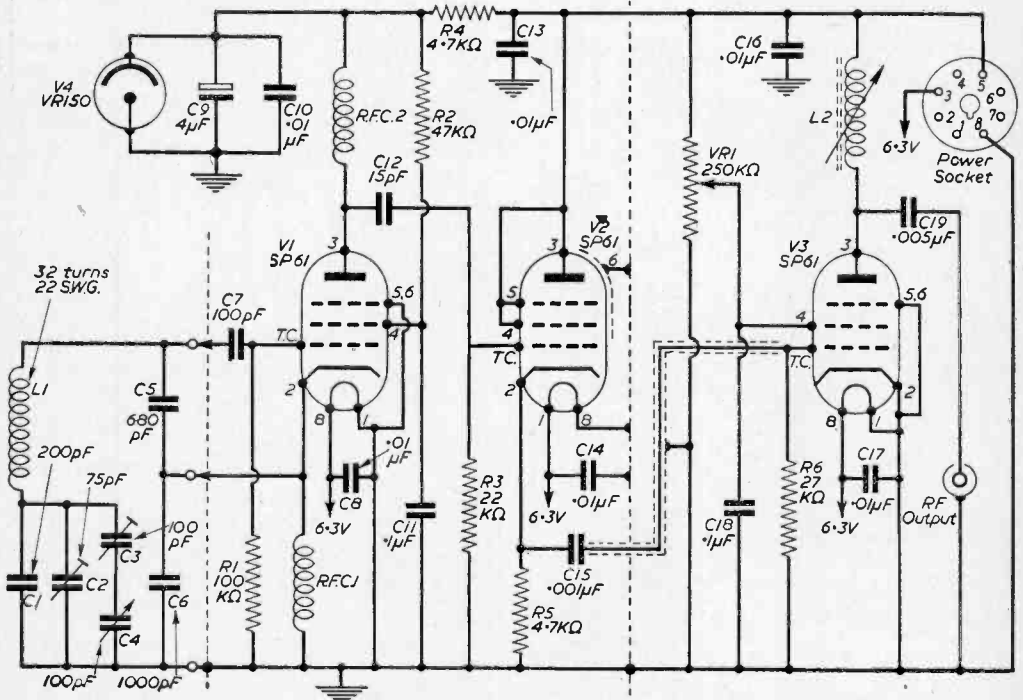 V4
VR150
C9
4µF
C10
·01
µF
R.F.C.2
R4
4·7KΩ
C13
·01µF
R2
47KΩ
C12
15pF
C16
·01µF
L2
4
5
3
6
2
7
1
8
6·3V
Power
Socket
VR1
250KΩ
C19
·005µF
32 turns
22 S.W.G.
L1
C7
100pF
V1
SP61
3
5,6
4
T.C.
2
8
1
V2
SP61
3
6
5
4
T.C.
2
1
8
V3
SP61
3
5,6
4
T.C.
2
8
1
C5
680
pF
200pF
75pF
100
pF
C3
C1
C2
C4
C6
100pF
1000pF
R1
100
KΩ
RFC1
6·3V
C8
·01
µF
C11
·1µF
R3
22
KΩ
6·3V
C14
·01µF
C15
·001µF
R5
4·7KΩ
C18
·1µF
R6
27
KΩ
6·3V
C17
·01µF
RF
Output